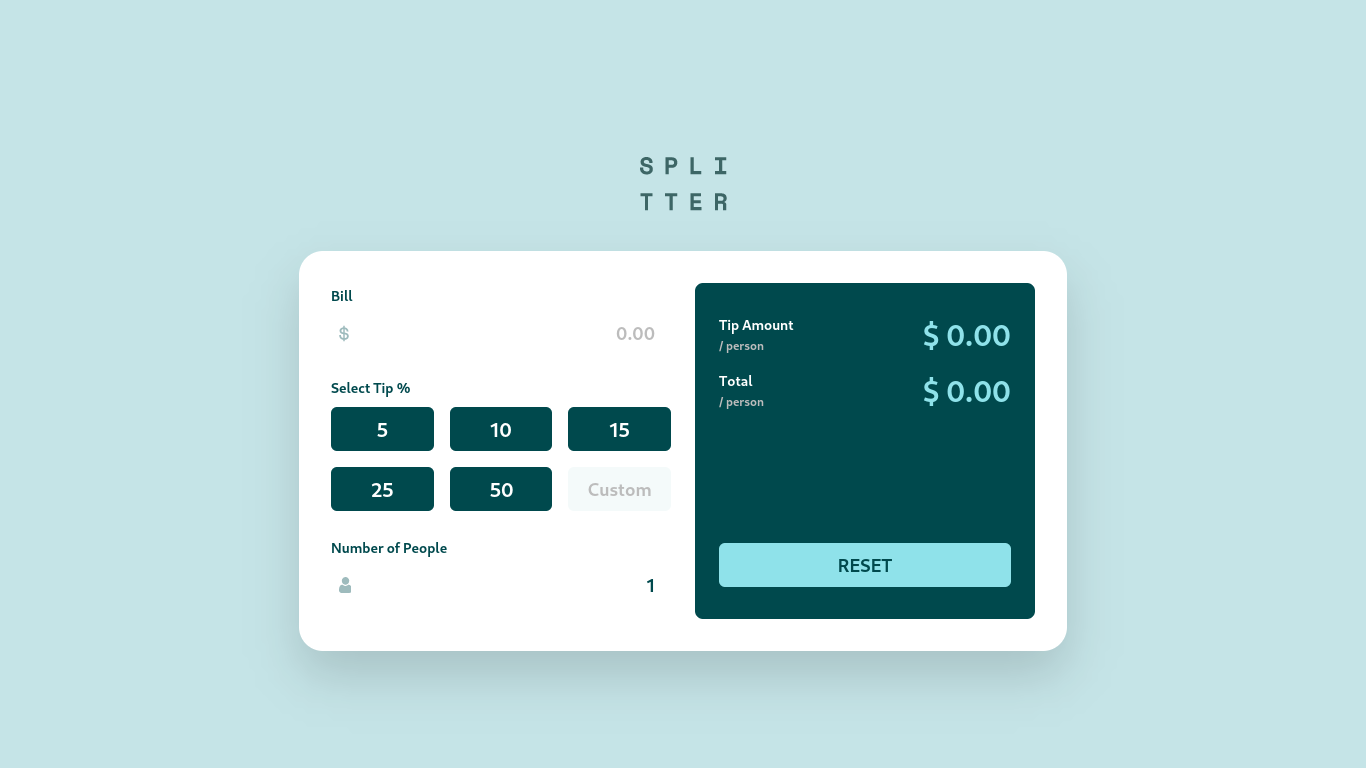 SPLI
TTER
Bill
$ 0.00
Select Tip %
5 10 15
25 50 Custom
Number of People
1
Tip Amount
/ person
$ 0.00
Total
/ person
$ 0.00
RESET